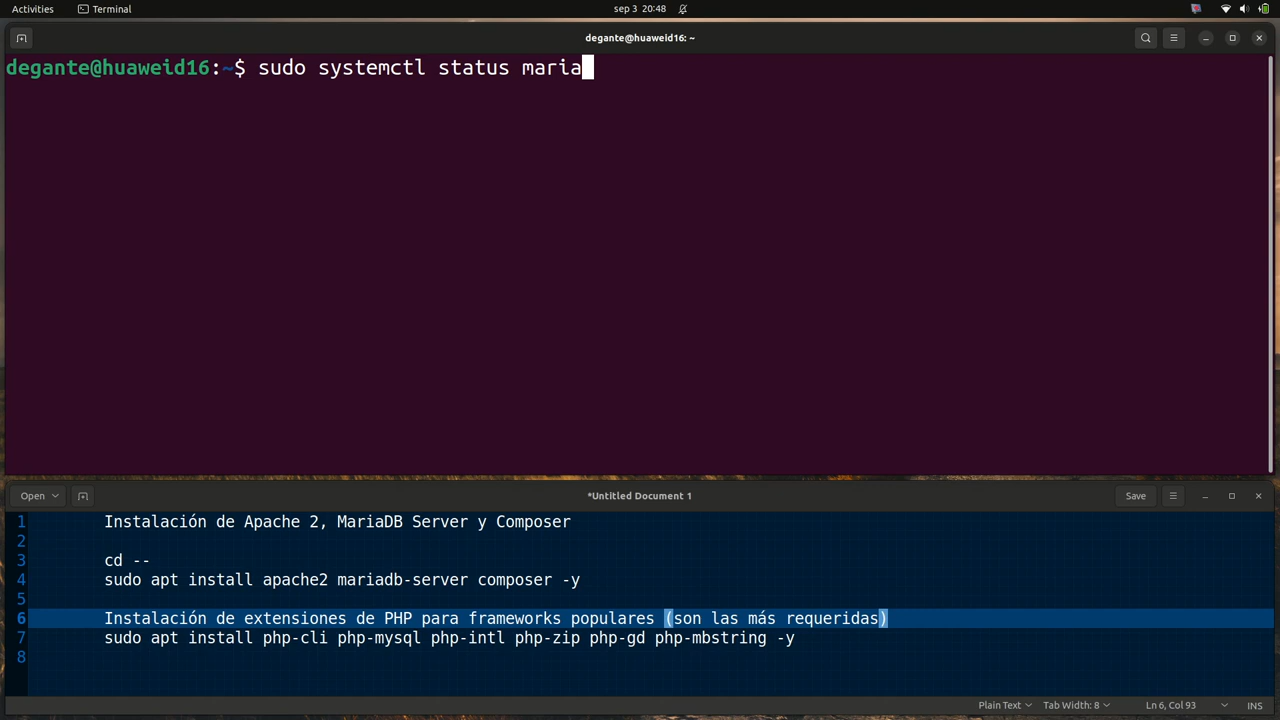 Activities Terminal sep 3 20:48
degante@huaweid16: ~
degante@huaweid16:~$ sudo systemctl status maria
Open *Untitled Document 1 Save
1 Instalación de Apache 2, MariaDB Server y Composer
2
3 cd --
4 sudo apt install apache2 mariadb-server composer -y
5
6 Instalación de extensiones de PHP para frameworks populares (son las más requeridas)
7 sudo apt install php-cli php-mysql php-intl php-zip php-gd php-mbstring -y
8
Plain Text Tab Width: 8 Ln 6, Col 93 INS